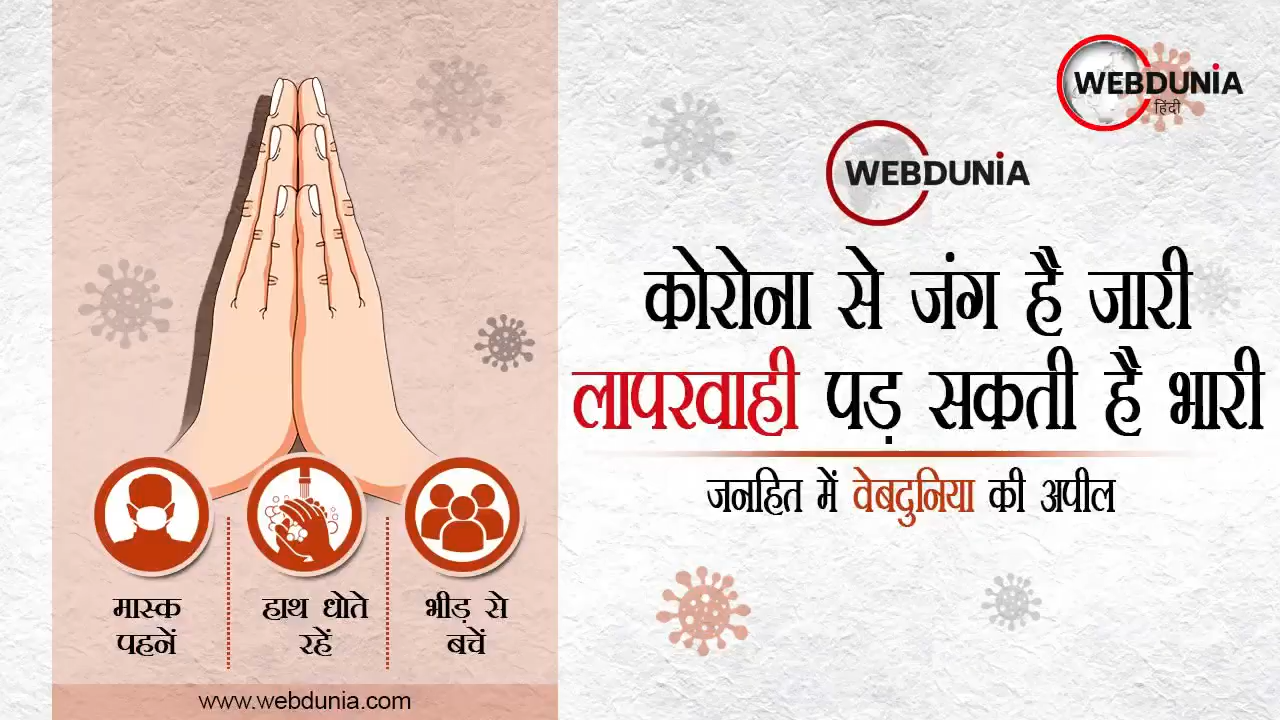 WEBDUNIA
हिंदी
WEBDUNIA
कोरोना से जंग है जारी
लापरवाही पड़ सकती है भारी
जनहित में वेबदुनिया की अपील
मास्क
पहनें
हाथ धोते
रहें
भीड़ से
बचें
www.webdunia.com